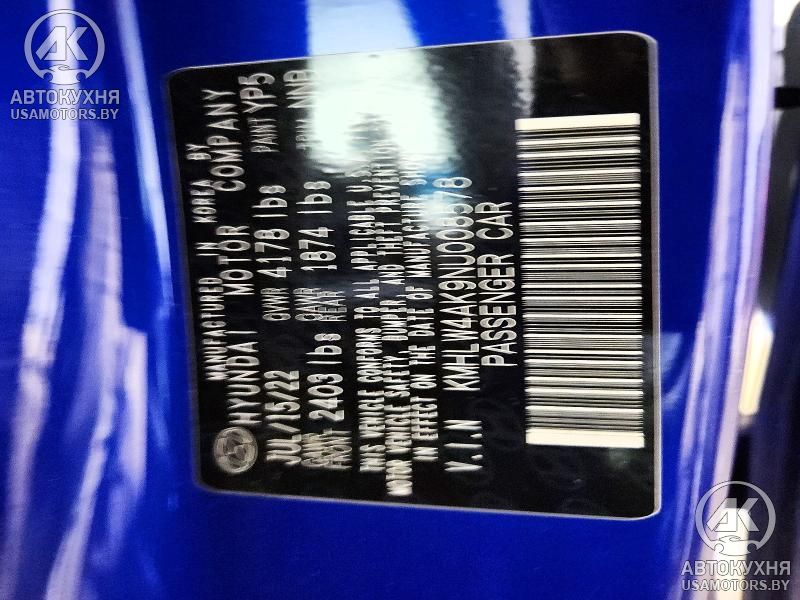 MANUFACTURED IN KOREA BY
HYUNDAI MOTOR COMPANY
JUL/15/22 GVWR 4178 lbs PAINT YP5
GAWR FRONT 2403 lbs GAWR REAR 1874 lbs
THIS VEHICLE CONFORMS TO ALL APPLICABLE U.S.
MOTOR VEHICLE SAFETY, BUMPER, AND THEFT PREVENTION
IN EFFECT ON THE DATE OF MANUFACTURE
V.I.N
PASSENGER CAR
АВТОКУХНЯ
USAMOTORS.BY
АВТОКУХНЯ
USAMOTORS.BY